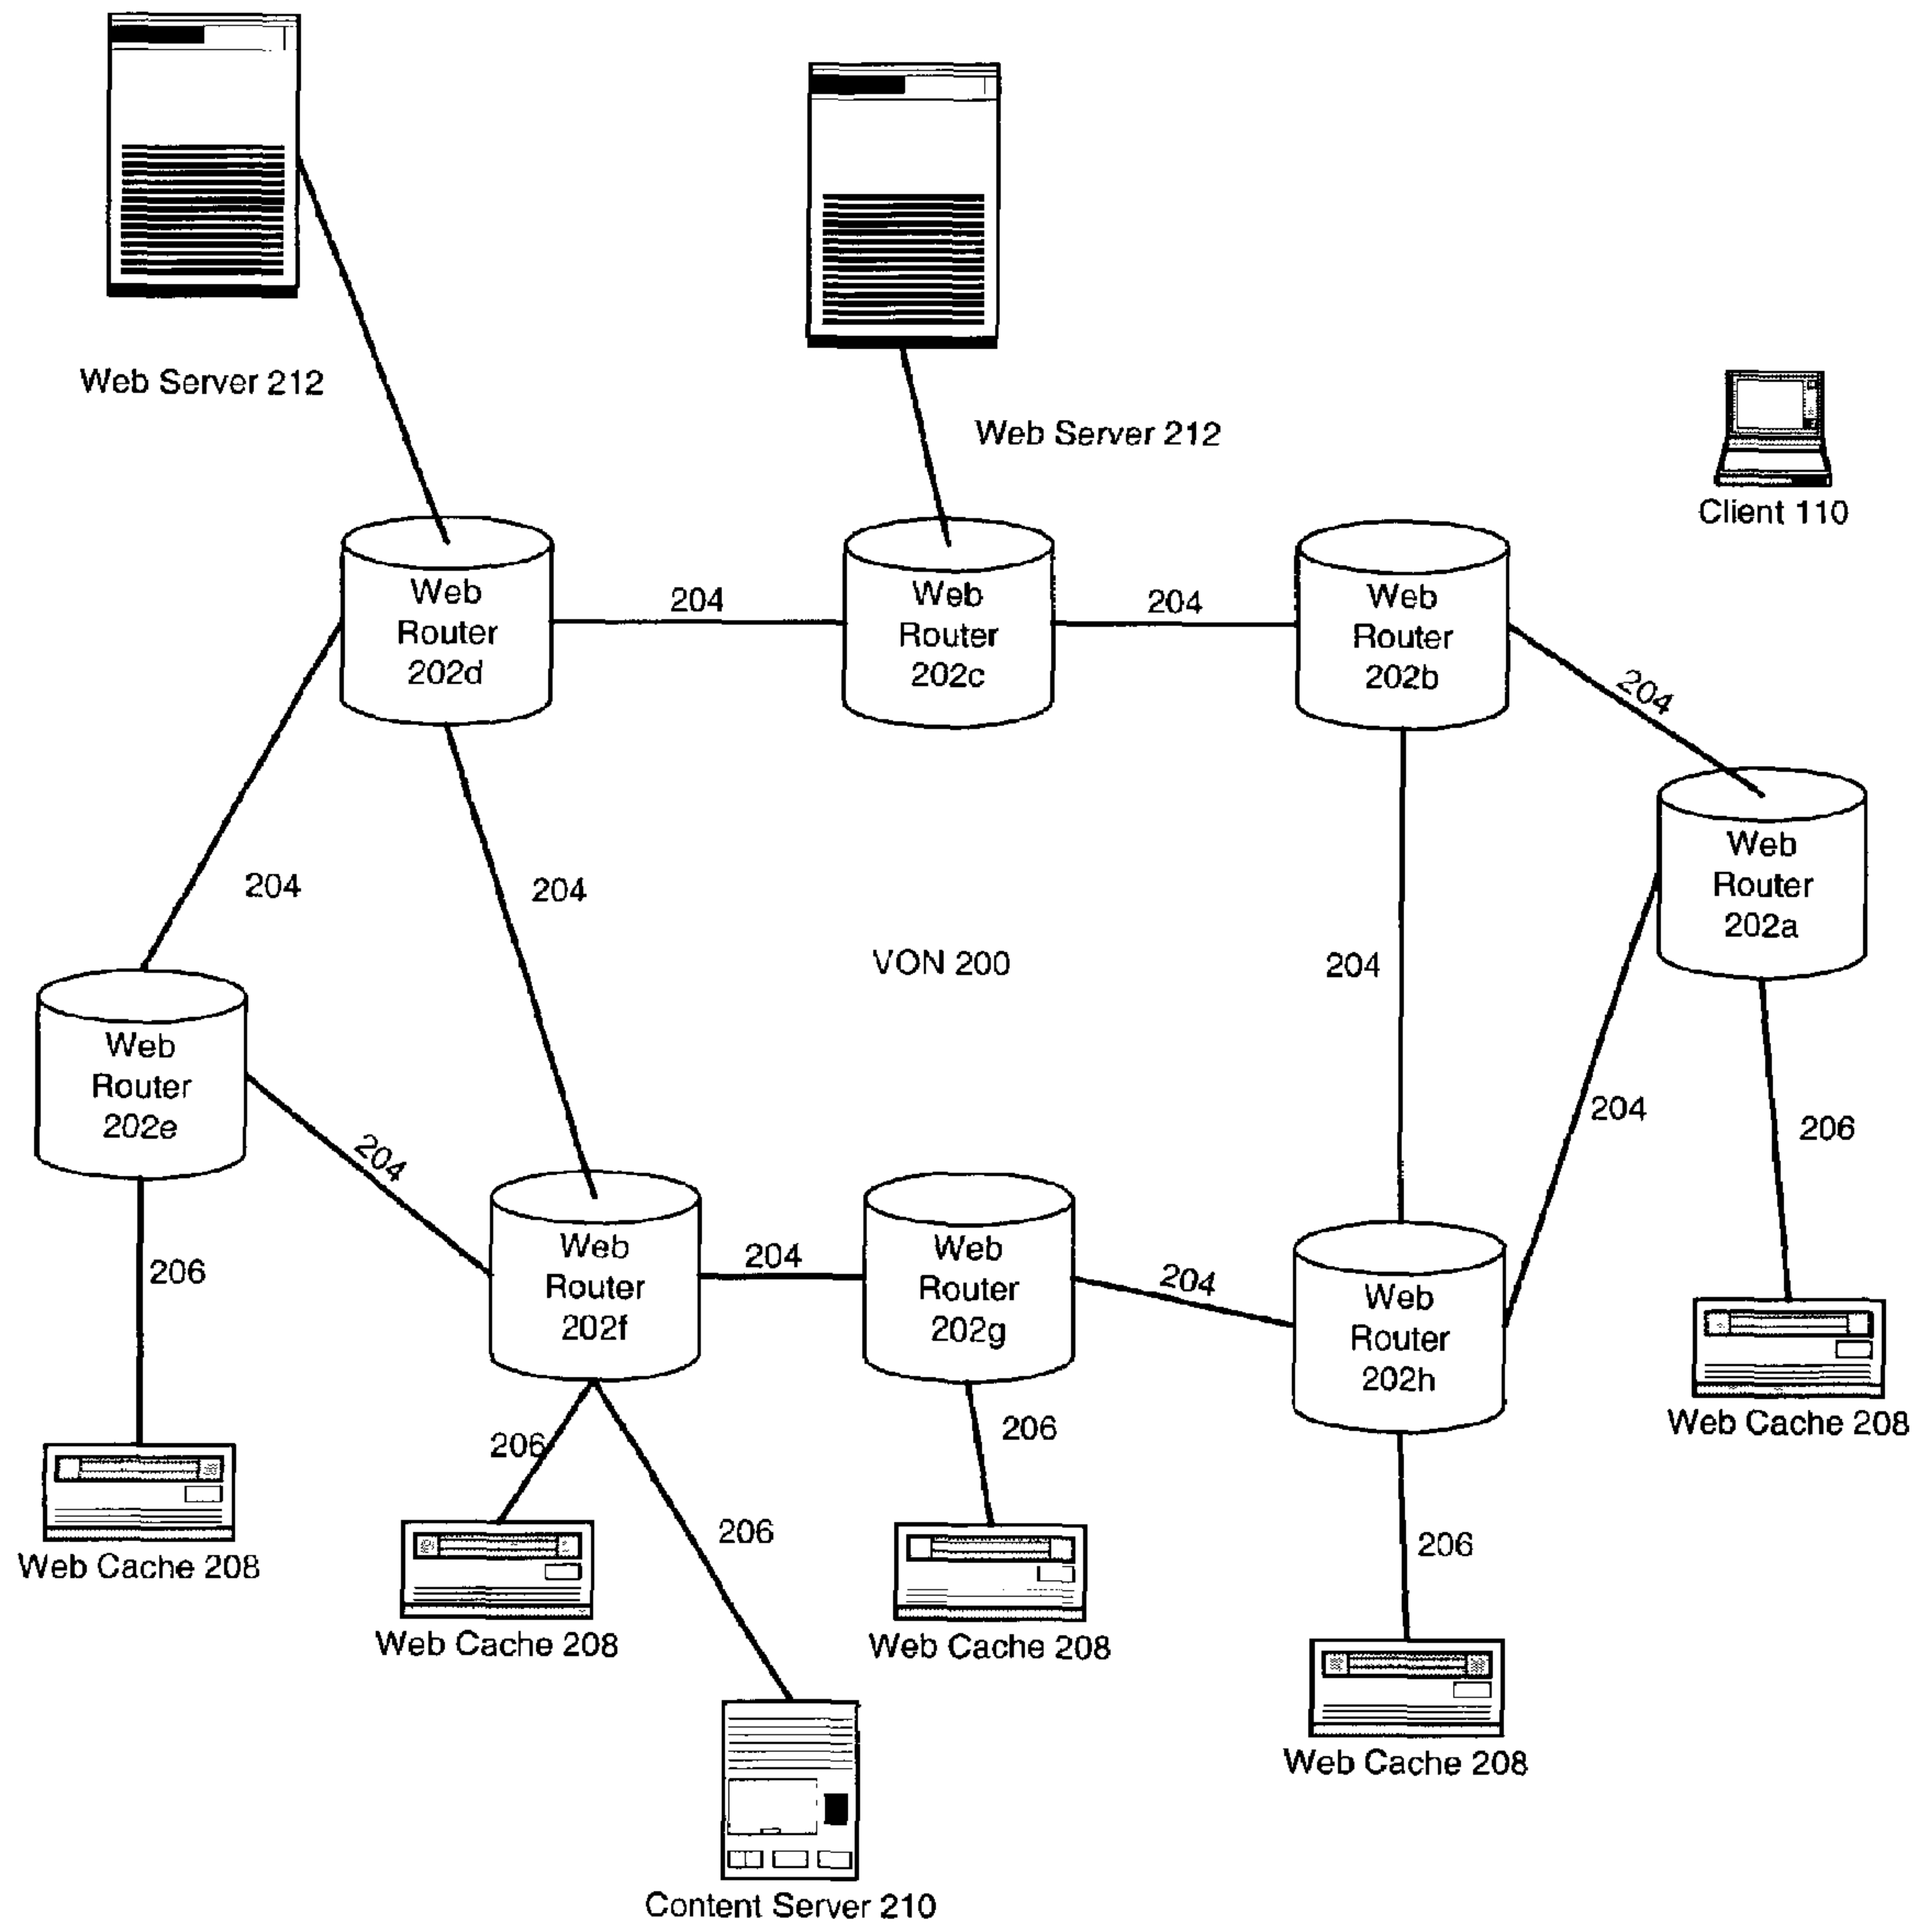 Web Server 212
Web Server 212
Client 110
Web
Router
202d
204
Web
Router
202c
204
Web
Router
202b
204
Web
Router
202a
204
204
VON 200
204
204
206
Web
Router
202e
204
206
Web
Router
202f
204
Web
Router
202g
204
Web
Router
202h
Web Cache 208
206
206
206
206
Web Cache 208
Web Cache 208
Web Cache 208
Web Cache 208
Content Server 210